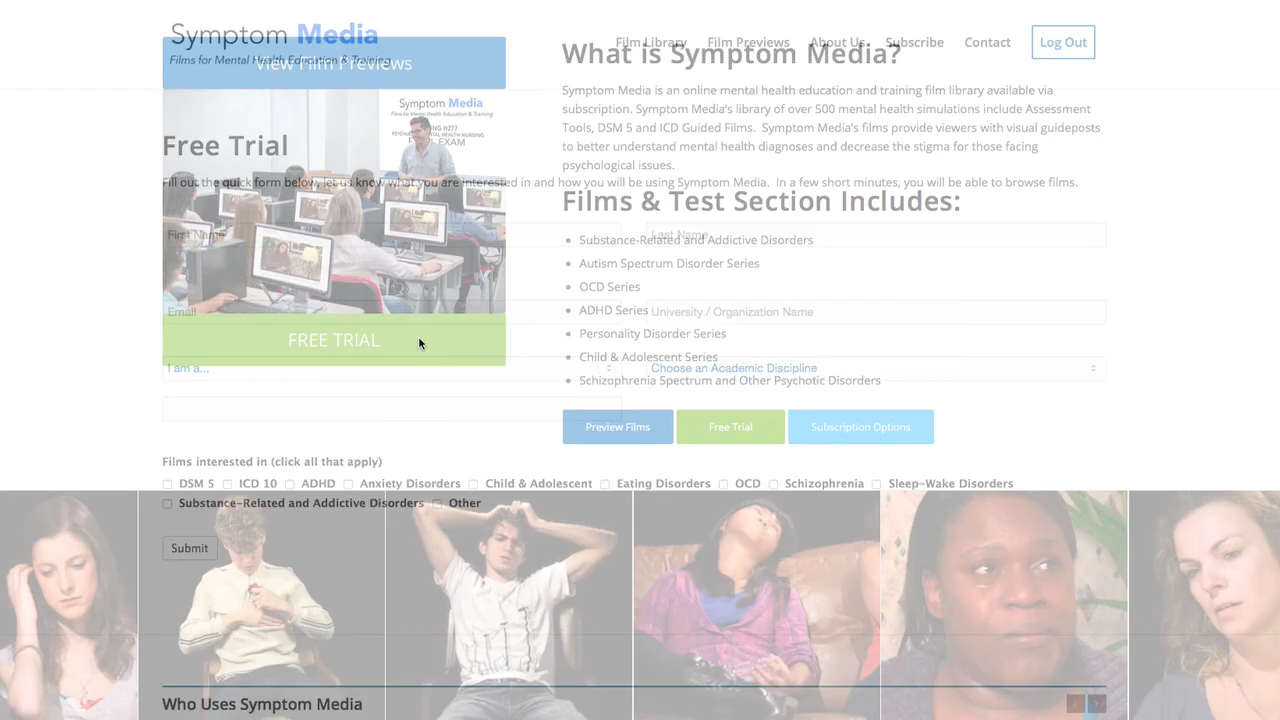 Symptom Media
Films for Mental Health Education & Training
Film Library
Film Previews
About Us
Subscribe
Contact
Log Out
View Film Previews
What is Symptom Media?
Symptom Media is an online mental health education and training film library available via
subscription. Symptom Media's library of over 500 mental health simulations include Assessment
Tools, DSM 5 and ICD Guided Films. Symptom Media's films provide viewers with visual guideposts
to better understand mental health diagnoses and decrease the stigma for those facing
psychological issues.
Symptom Media
Films for Mental Health Education & Training
Free Trial
Fill out the quick form below, let us know what you are interested in and how you will be using Symptom Media. In a few short minutes, you will be able to browse films.
Films & Test Section Includes:
First Name
Last Name
Substance-Related and Addictive Disorders
Autism Spectrum Disorder Series
OCD Series
ADHD Series
Email
University / Organization Name
Personality Disorder Series
FREE TRIAL
Child & Adolescent Series
I am a...
Choose an Academic Discipline
Schizophrenia Spectrum and Other Psychotic Disorders
Preview Films
Free Trial
Subscription Options
Films interested in (click all that apply)
DSM 5 ICD 10 ADHD Anxiety Disorders Child & Adolescent Eating Disorders OCD Schizophrenia Sleep-Wake Disorders
Substance-Related and Addictive Disorders Other
Submit
Who Uses Symptom Media